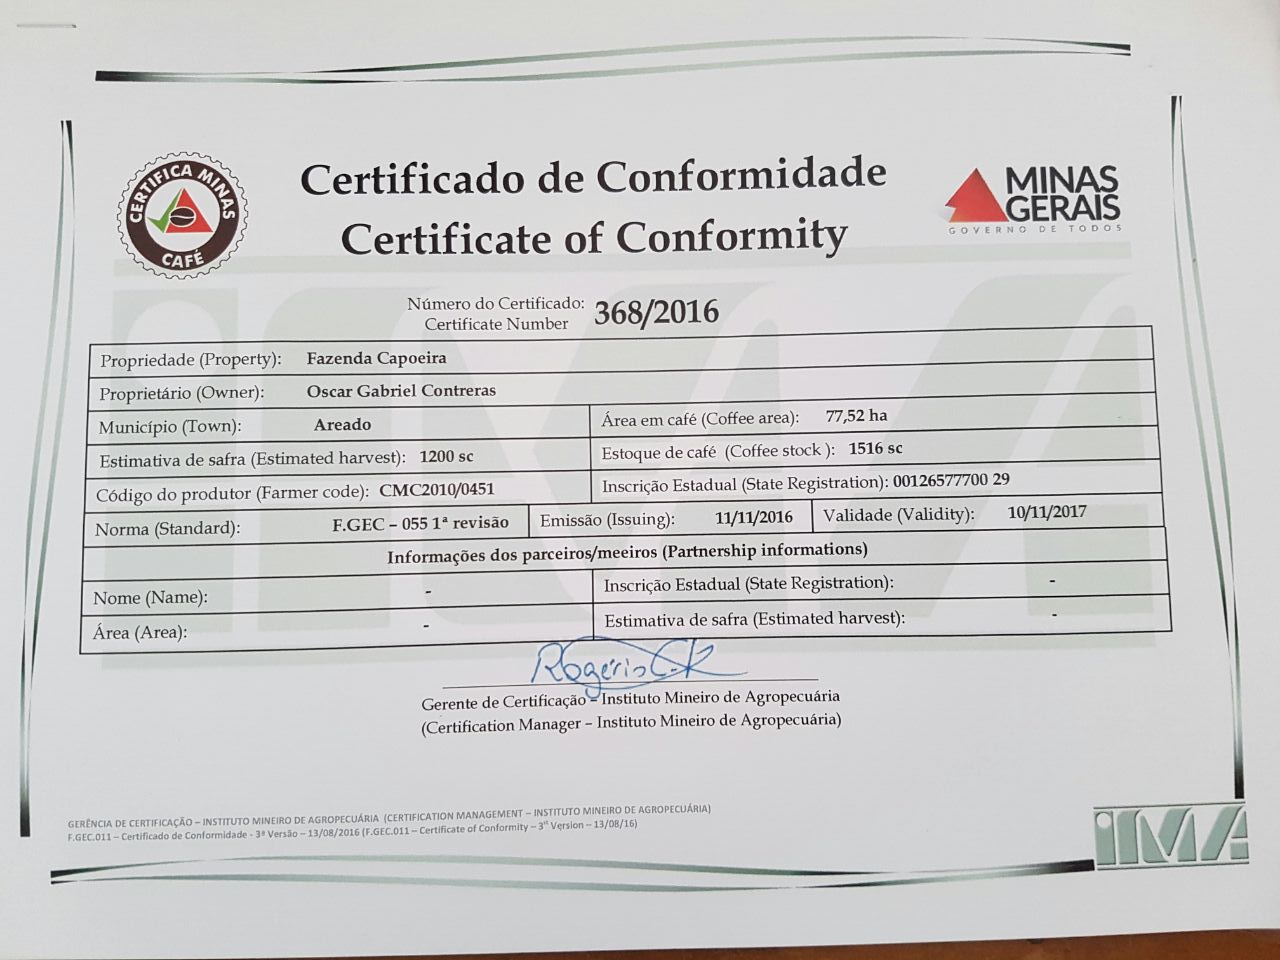 CERTIFICA MINAS
CAFÉ
Certificado de Conformidade
Certificate of Conformity
MINAS
GERAIS
GOVERNO DE TODOS
Número do Certificado: 368/2016
Certificate Number
Propriedade (Property): Fazenda Capoeira
Proprietário (Owner): Oscar Gabriel Contreras
Município (Town): Areado Área em café (Coffee area): 77,52 ha
Estimativa de safra (Estimated harvest): 1200 sc Estoque de café (Coffee stock ): 1516 sc
Código do produtor (Farmer code): CMC2010/0451 Inscrição Estadual (State Registration): 00126577700 29
Norma (Standard): F.GEC – 055 1ª revisão Emissão (Issuing): 11/11/2016 Validade (Validity): 10/11/2017
Informações dos parceiros/meeiros (Partnership informations)
Nome (Name): - Inscrição Estadual (State Registration): -
Área (Area): - Estimativa de safra (Estimated harvest): -
Gerente de Certificação – Instituto Mineiro de Agropecuária
(Certification Manager – Instituto Mineiro de Agropecuária)
GERÊNCIA DE CERTIFICAÇÃO – INSTITUTO MINEIRO DE AGROPECUÁRIA (CERTIFICATION MANAGEMENT – INSTITUTO MINEIRO DE AGROPECUÁRIA)
F.GEC.011 – Certificado de Conformidade - 3ª Versão – 13/08/2016 (F.GEC.011 – Certificate of Conformity – 3st Version – 13/08/16)
IMA